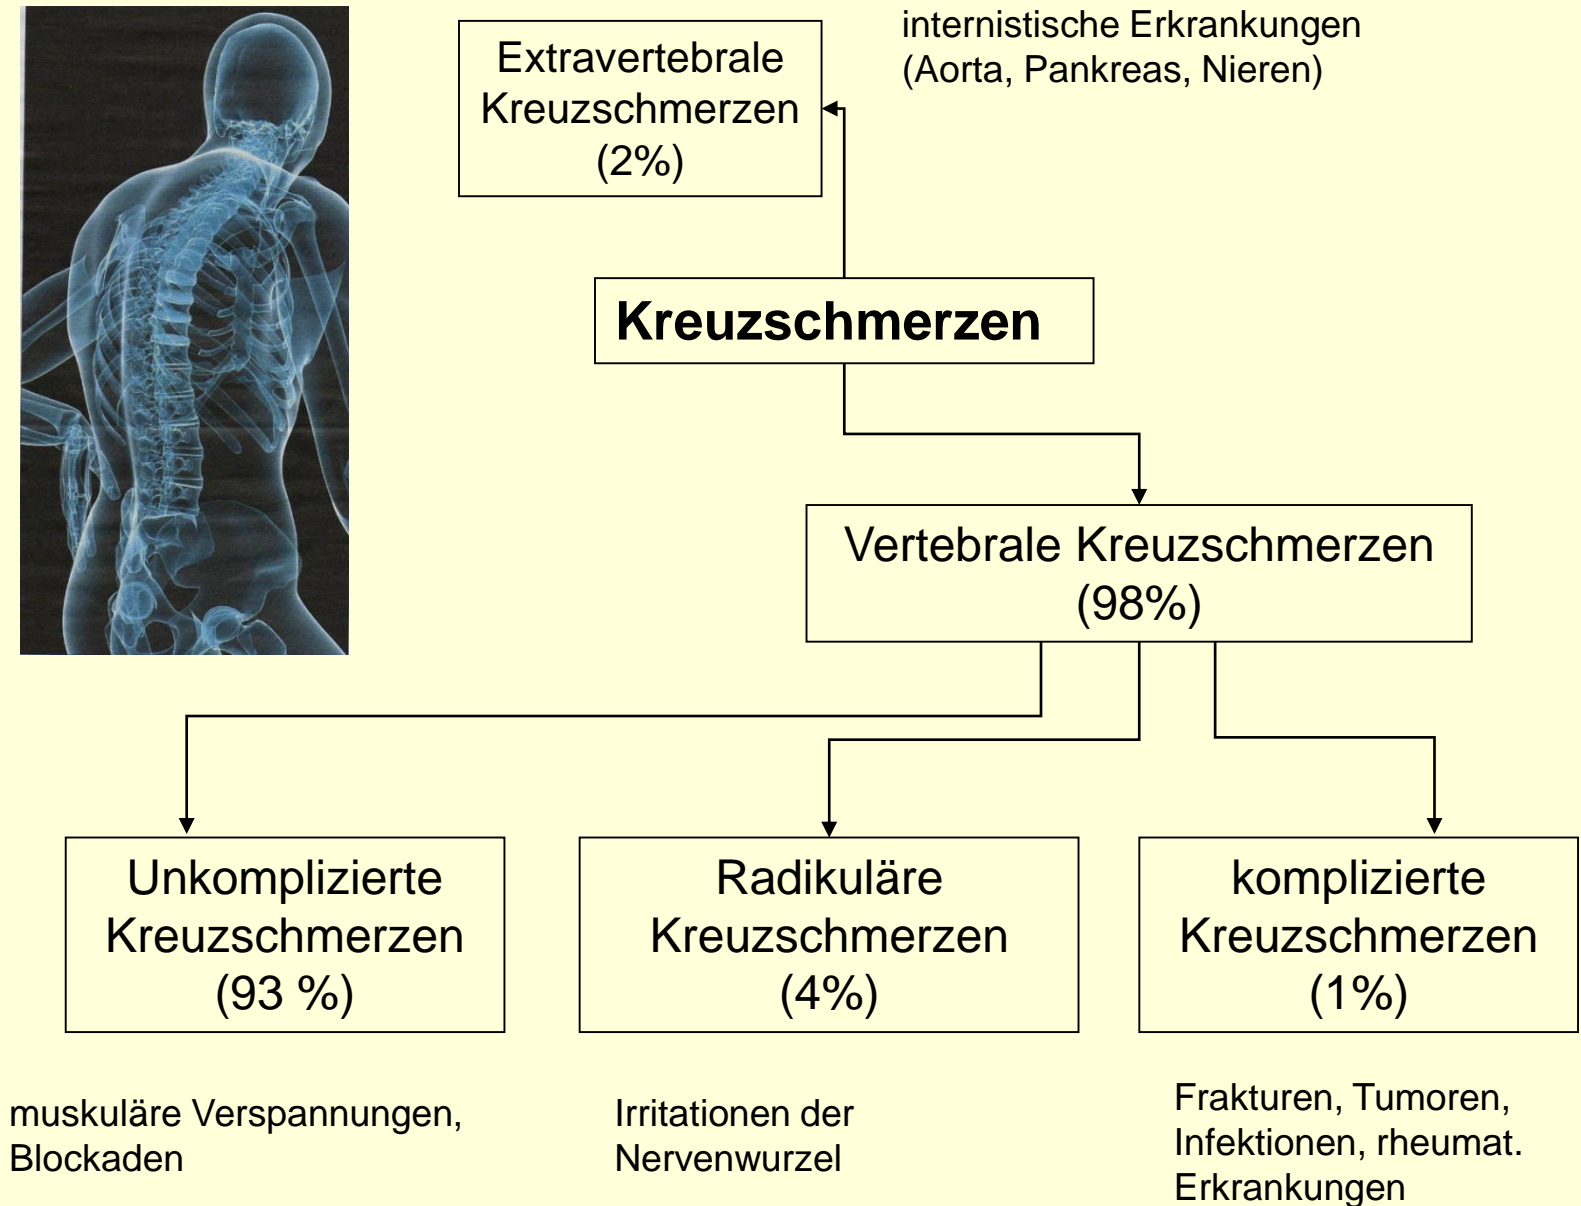 internistische Erkrankungen
(Aorta, Pankreas, Nieren)
Extravertebrale
Kreuzschmerzen
(2%)
Kreuzschmerzen
Vertebrale Kreuzschmerzen
(98%)
Unkomplizierte
Kreuzschmerzen
(93 %)
Radikuläre
Kreuzschmerzen
(4%)
komplizierte
Kreuzschmerzen
(1%)
muskuläre Verspannungen,
Blockaden
Irritationen der
Nervenwurzel
Frakturen, Tumoren,
Infektionen, rheumat.
Erkrankungen